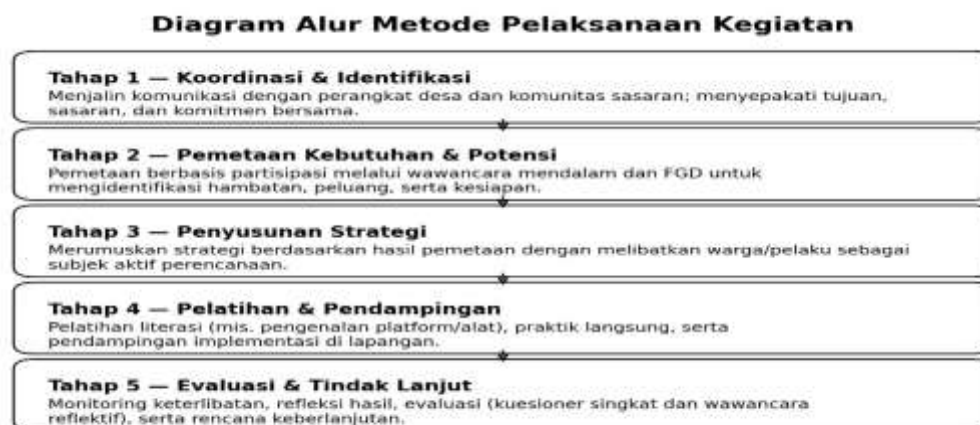 Diagram Alur Metode Pelaksanaan Kegiatan
Tahap 1 — Koordinasi & Identifikasi
Menjalin komunikasi dengan perangkat desa dan komunitas sasaran; menyepakati tujuan,
sasaran, dan komitmen bersama.
Tahap 2 — Pemetaan Kebutuhan & Potensi
Pemetaan berbasis partisipasi melalui wawancara mendalam dan FGD untuk
mengidentifikasi hambatan, peluang, serta kesiapan.
Tahap 3 — Penyusunan Strategi
Merumuskan strategi berdasarkan hasil pemetaan dengan melibatkan warga/pelaku sebagai
subjek aktif perencanaan.
Tahap 4 — Pelatihan & Pendampingan
Pelatihan literasi (mis. pengenalan platform/alat), praktik langsung, serta
pendampingan implementasi di lapangan.
Tahap 5 — Evaluasi & Tindak Lanjut
Monitoring keterlibatan, refleksi hasil, evaluasi (kuesioner singkat dan wawancara
reflektif), serta rencana keberlanjutan.